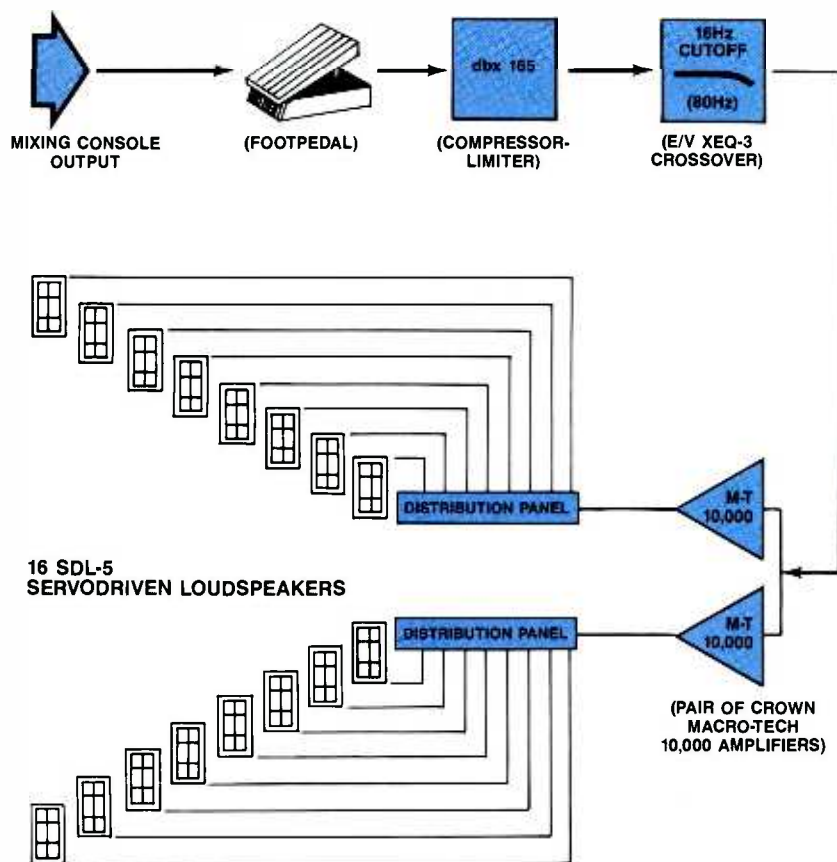 MIXING CONSOLE
OUTPUT
(FOOTPEDAL)
dbx 165
(COMPRESSOR-
LIMITER)
16Hz
CUTOFF
(80Hz)
(E/V XEQ-3
CROSSOVER)
DISTRIBUTION PANEL
M-T
10,000
16 SDL-5
SERVODRIVEN LOUDSPEAKERS
DISTRIBUTION PANEL
M-T
10,000
(PAIR OF CROWN
MACRO-TECH
10,000 AMPLIFIERS)